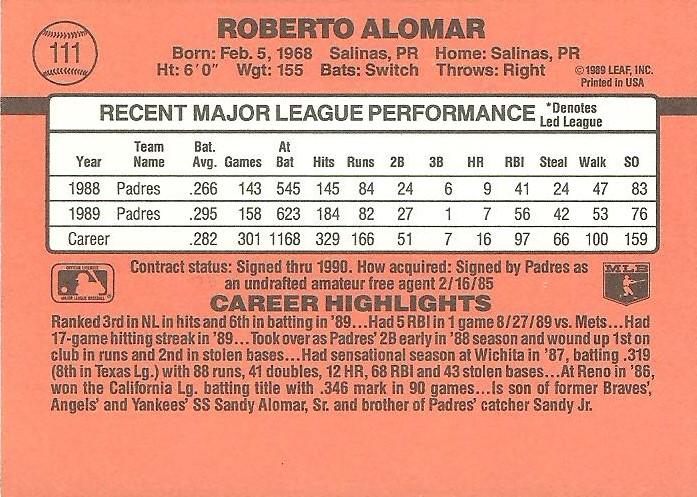 111
ROBERTO ALOMAR
Born: Feb. 5, 1968 Salinas, PR Home: Salinas, PR
Ht: 6´0˝ Wgt: 155 Bats: Switch Throws: Right
©1989 LEAF, INC.
Printed in USA
RECENT MAJOR LEAGUE PERFORMANCE *Denotes Led League
Year Team Name Bat. Avg. Games At Bat Hits Runs 2B 3B HR RBI Steal Walk SO
1988 Padres .266 143 545 145 84 24 6 9 41 24 47 83
1989 Padres .295 158 623 184 82 27 1 7 56 42 53 76
Career .282 301 1168 329 166 51 7 16 97 66 100 159
Contract status: Signed thru 1990. How acquired: Signed by Padres as
an undrafted amateur free agent 2/16/85
MLB
CAREER HIGHLIGHTS
Ranked 3rd in NL in hits and 6th in batting in '89...Had 5 RBI in 1 game 8/27/89 vs. Mets...Had
17-game hitting streak in '89...Took over as Padres' 2B early in '88 season and wound up 1st on
club in runs and 2nd in stolen bases...Had sensational season at Wichita in '87, batting .319
(8th in Texas Lg.) with 88 runs, 41 doubles, 12 HR, 68 RBI and 43 stolen bases...At Reno in '86,
won the California Lg. batting title with .346 mark in 90 games...Is son of former Braves',
Angels' and Yankees' SS Sandy Alomar, Sr. and brother of Padres' catcher Sandy Jr.